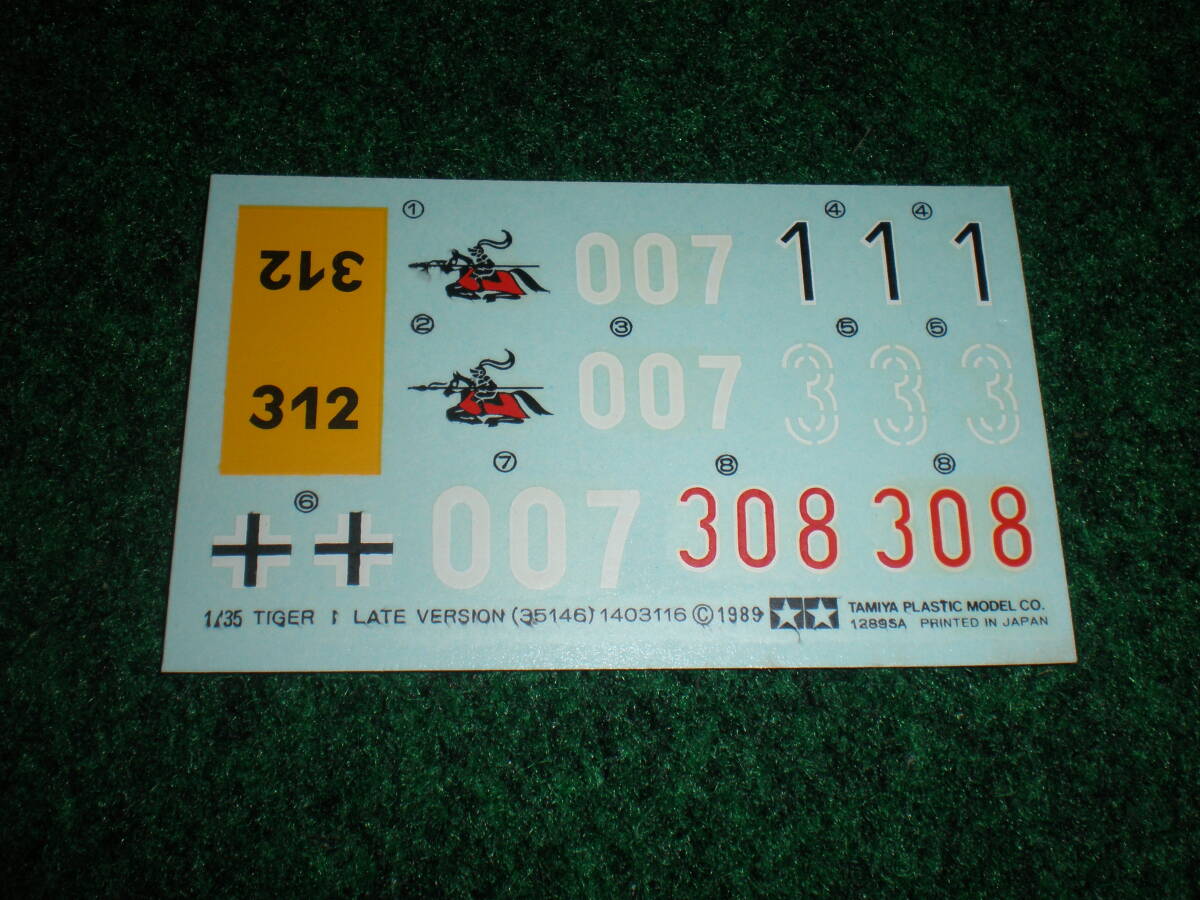 ① ④ ④
312 007 1 1 1
② ③ ⑤ ⑤
312 007 3 3 3
⑥ ⑦ ⑧ ⑧
007 308 308
1/35 TIGER I LATE VERSION (35146) 1403116 © 1989 TAMIYA PLASTIC MODEL CO.
1289SA PRINTED IN JAPAN